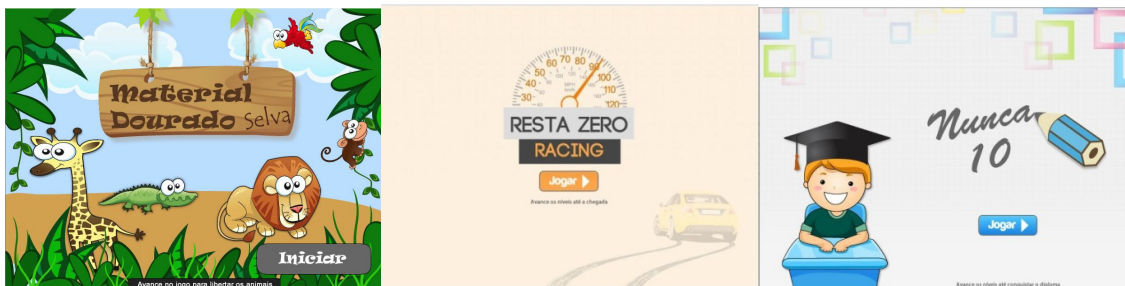 Material
Dourado Selva
Iniciar
Avance no jogo para libertar os animais
30
40
50
60
70
80
90
100
110
120
RESTA ZERO
RACING
Jogar
Avance os níveis até a chegada
Nunca
10
Jogar
Avance os níveis até conquistar o diploma